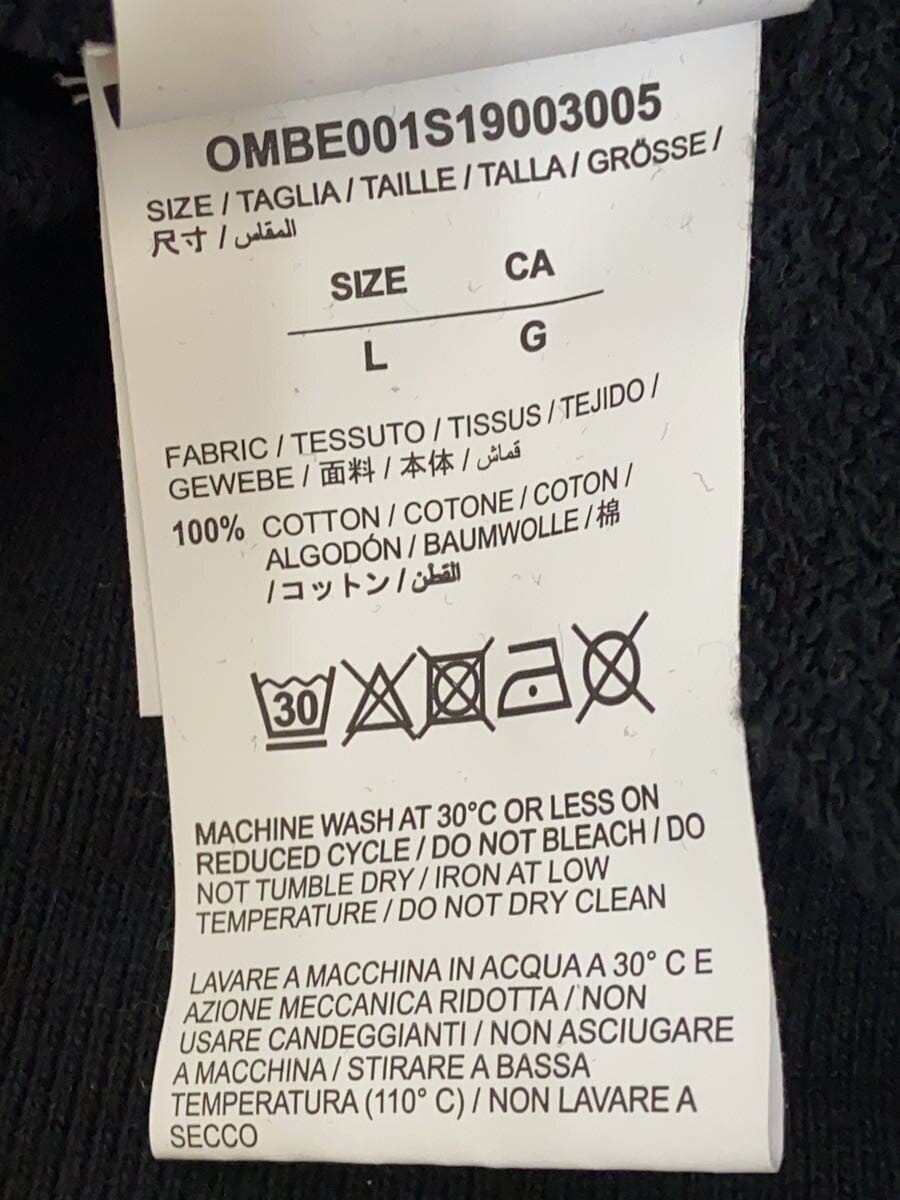 OMBE001S19003005
SIZE / TAGLIA / TAILLE / TALLA / GRÖSSE /
尺寸 / المقاس
SIZE CA
L G
FABRIC / TESSUTO / TISSUS / TEJIDO /
GEWEBE / 面料 / 本体 / قماش
100% COTTON / COTONE / COTON /
ALGODÓN / BAUMWOLLE / 棉
/ コットン / القطن
30
MACHINE WASH AT 30°C OR LESS ON
REDUCED CYCLE / DO NOT BLEACH / DO
NOT TUMBLE DRY / IRON AT LOW
TEMPERATURE / DO NOT DRY CLEAN
LAVARE A MACCHINA IN ACQUA A 30° C E
AZIONE MECCANICA RIDOTTA / NON
USARE CANDEGGIANTI / NON ASCIUGARE
A MACCHINA / STIRARE A BASSA
TEMPERATURA (110° C) / NON LAVARE A
SECCO